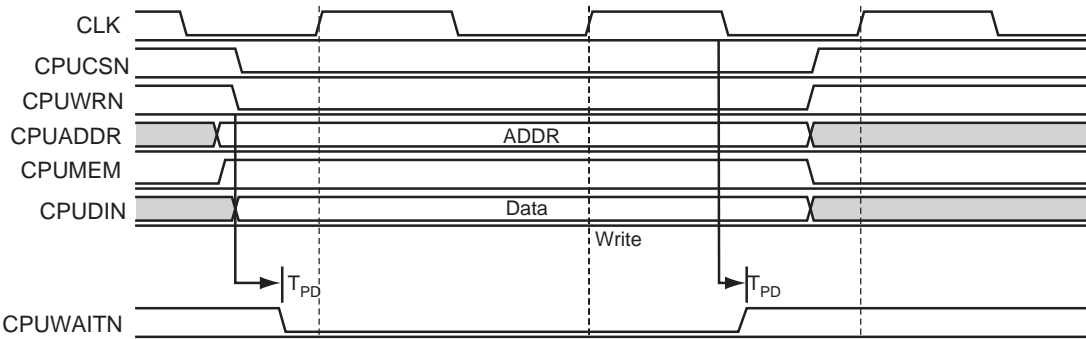 CLK
CPUCSN
CPUWRN
CPUADDR ADDR
CPUMEM
CPUDIN Data
Write
TPD TPD
CPUWAITN